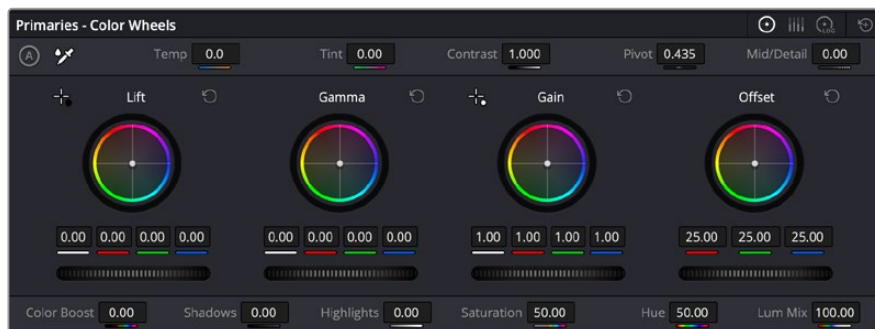 Primaries - Color Wheels
LOG
A Temp 0.0 Tint 0.00 Contrast 1.000 Pivot 0.435 Mid/Detail 0.00
Lift Gamma Gain Offset
0.00 0.00 0.00 0.00 0.00 0.00 0.00 0.00 1.00 1.00 1.00 1.00 25.00 25.00 25.00
Color Boost 0.00 Shadows 0.00 Highlights 0.00 Saturation 50.00 Hue 50.00 Lum Mix 100.00